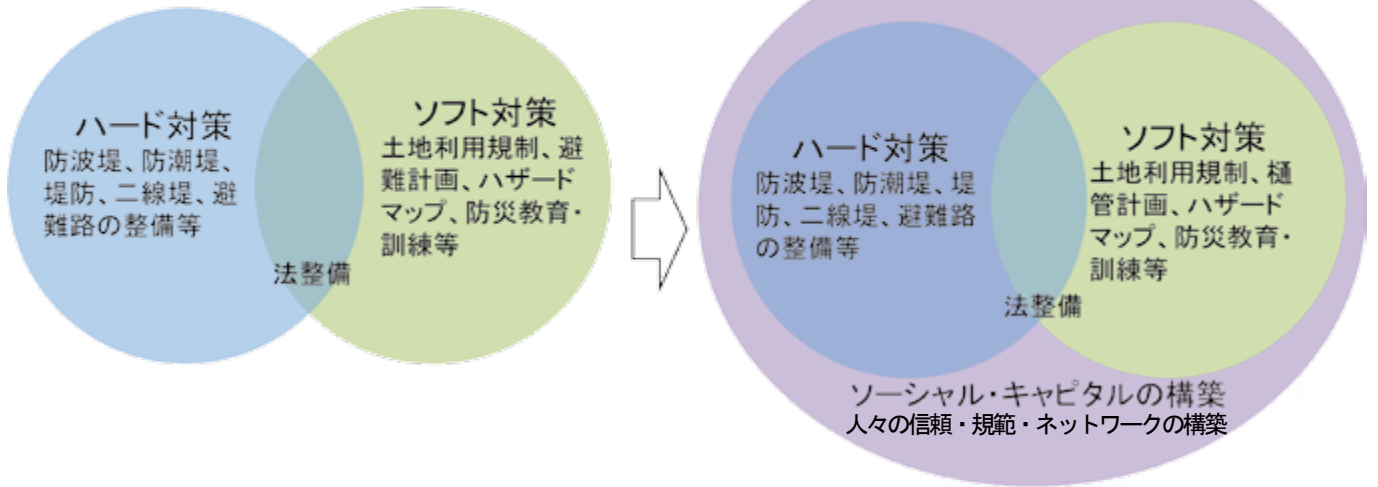 ハード対策
防波堤、防潮堤、
堤防、二線堤、避
難路の整備等
ソフト対策
土地利用規制、避
難計画、ハザード
マップ、防災教育・
訓練等
法整備
ハード対策
防波堤、防潮堤、堤
防、二線堤、避難路
の整備等
ソフト対策
土地利用規制、樋
管計画、ハザード
マップ、防災教育・
訓練等
法整備
ソーシャル・キャピタルの構築
人々の信頼・規範・ネットワークの構築